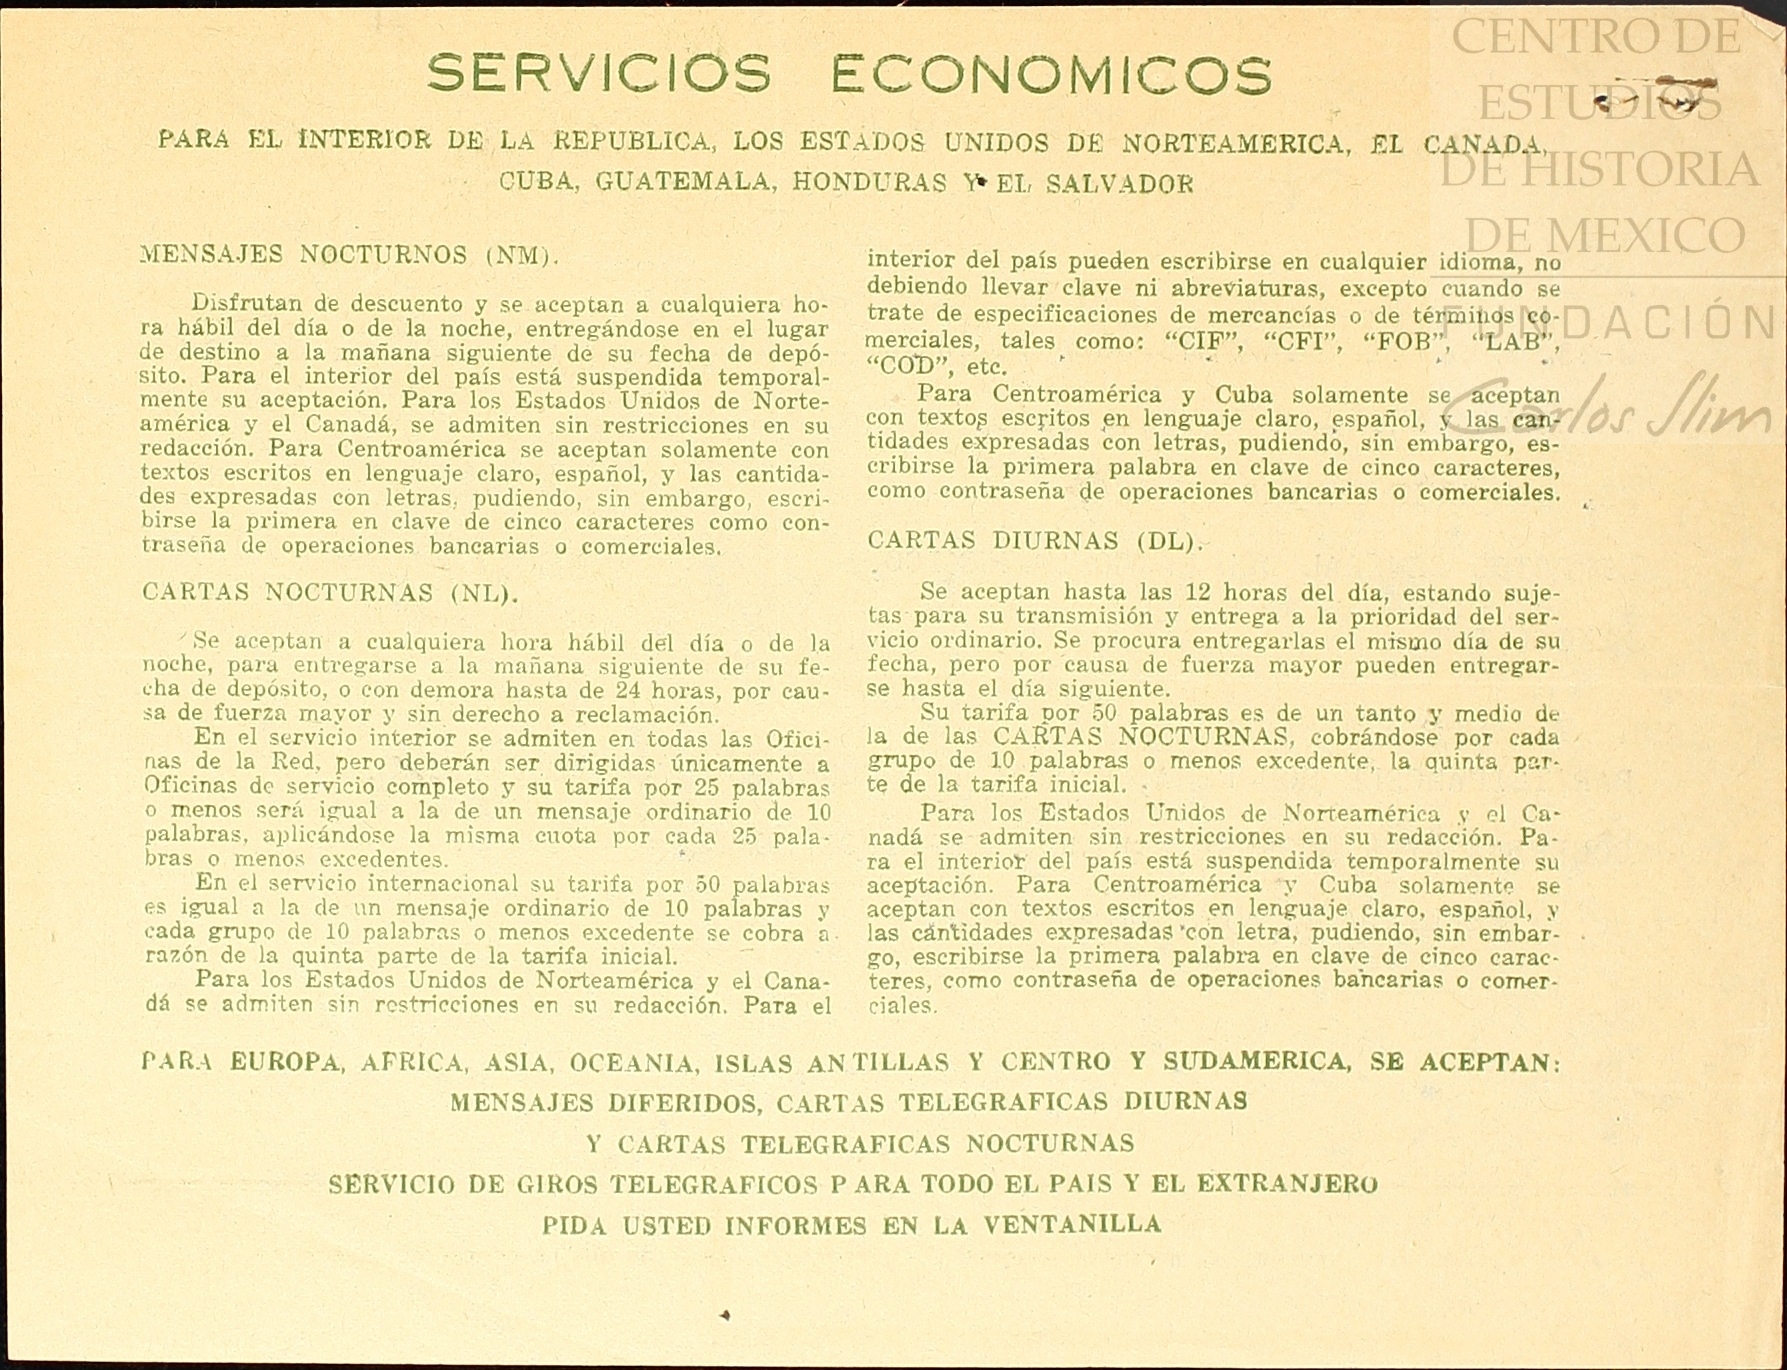 SERVICIOS ECONOMICOS
PARA EL INTERIOR DE LA REPUBLICA, LOS ESTADOS UNIDOS DE NORTEAMERICA, EL CANADA,
CUBA, GUATEMALA, HONDURAS Y EL SALVADOR
MENSAJES NOCTURNOS (NM).
Disfrutan de descuento y se aceptan a cualquiera ho-
ra hábil del día o de la noche, entregándose en el lugar
de destino a la mañana siguiente de su fecha de depó-
sito. Para el interior del país está suspendida temporal-
mente su aceptación. Para los Estados Unidos de Norte-
américa y el Canadá, se admiten sin restricciones en su
redacción. Para Centroamérica se aceptan solamente con
textos escritos en lenguaje claro, español, y las cantida-
des expresadas con letras, pudiendo, sin embargo, escri-
birse la primera en clave de cinco caracteres como con-
traseña de operaciones bancarias o comerciales.
CARTAS NOCTURNAS (NL).
Se aceptan a cualquiera hora hábil del día o de la
noche, para entregarse a la mañana siguiente de su fe-
cha de depósito, o con demora hasta de 24 horas, por cau-
sa de fuerza mayor y sin derecho a reclamación.
En el servicio interior se admiten en todas las Ofici-
nas de la Red, pero deberán ser dirigidas únicamente a
Oficinas de servicio completo y su tarifa por 25 palabras
o menos será igual a la de un mensaje ordinario de 10
palabras, aplicándose la misma cuota por cada 25 pala-
bras o menos excedentes.
En el servicio internacional su tarifa por 50 palabras
es igual a la de un mensaje ordinario de 10 palabras y
cada grupo de 10 palabras o menos excedente se cobra a
razón de la quinta parte de la tarifa inicial.
Para los Estados Unidos de Norteamérica y el Cana-
dá se admiten sin restricciones en su redacción. Para el
interior del país pueden escribirse en cualquier idioma, no
debiendo llevar clave ni abreviaturas, excepto cuando se
trate de especificaciones de mercancías o de términos co-
merciales, tales como: "CIF", "CFI", "FOB", "LAB",
"COD", etc.
Para Centroamérica y Cuba solamente se aceptan
con textos escritos en lenguaje claro, español, y las can-
tidades expresadas con letras, pudiendo, sin embargo, es-
cribirse la primera palabra en clave de cinco caracteres,
como contraseña de operaciones bancarias o comerciales.
CARTAS DIURNAS (DL).
Se aceptan hasta las 12 horas del día, estando suje-
tas para su transmisión y entrega a la prioridad del ser-
vicio ordinario. Se procura entregarlas el mismo día de su
fecha, pero por causa de fuerza mayor pueden entregar-
se hasta el día siguiente.
Su tarifa por 50 palabras es de un tanto y medio de
la de las CARTAS NOCTURNAS, cobrándose por cada
grupo de 10 palabras o menos excedente, la quinta par-
te de la tarifa inicial.
Para los Estados Unidos de Norteamérica y el Ca-
nadá se admiten sin restricciones en su redacción. Pa-
ra el interior del país está suspendida temporalmente su
aceptación. Para Centroamérica y Cuba solamente se
aceptan con textos escritos en lenguaje claro, español, y
las cantidades expresadas con letra, pudiendo, sin embar-
go, escribirse la primera palabra en clave de cinco carac-
teres, como contraseña de operaciones bancarias o comer-
ciales.
PARA EUROPA, AFRICA, ASIA, OCEANIA, ISLAS ANTILLAS Y CENTRO Y SUDAMERICA, SE ACEPTAN:
MENSAJES DIFERIDOS, CARTAS TELEGRAFICAS DIURNAS
Y CARTAS TELEGRAFICAS NOCTURNAS
SERVICIO DE GIROS TELEGRAFICOS PARA TODO EL PAIS Y EL EXTRANJERO
PIDA USTED INFORMES EN LA VENTANILLA
CENTRO DE
ESTUDIOS
DE HISTORIA
DE MEXICO
FUNDACIÓN
Carlos Slim